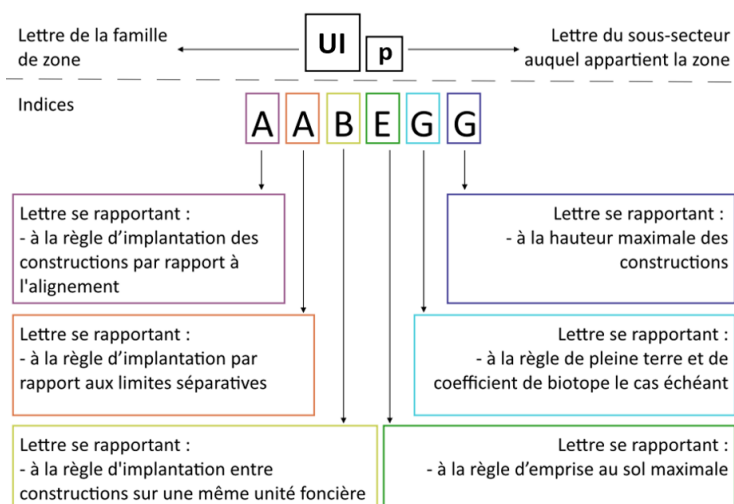 Lettre de la famille
de zone
UI
p
Lettre du sous-secteur
auquel appartient la zone
Indices
A A B E G G
Lettre se rapportant :
- à la règle d'implantation des
constructions par rapport à
l'alignement
Lettre se rapportant :
- à la hauteur maximale des
constructions
Lettre se rapportant :
- à la règle d'implantation par
rapport aux limites séparatives
Lettre se rapportant :
- à la règle de pleine terre et de
coefficient de biotope le cas échéant
Lettre se rapportant :
- à la règle d'implantation entre
constructions sur une même unité foncière
Lettre se rapportant :
- à la règle d'emprise au sol maximale